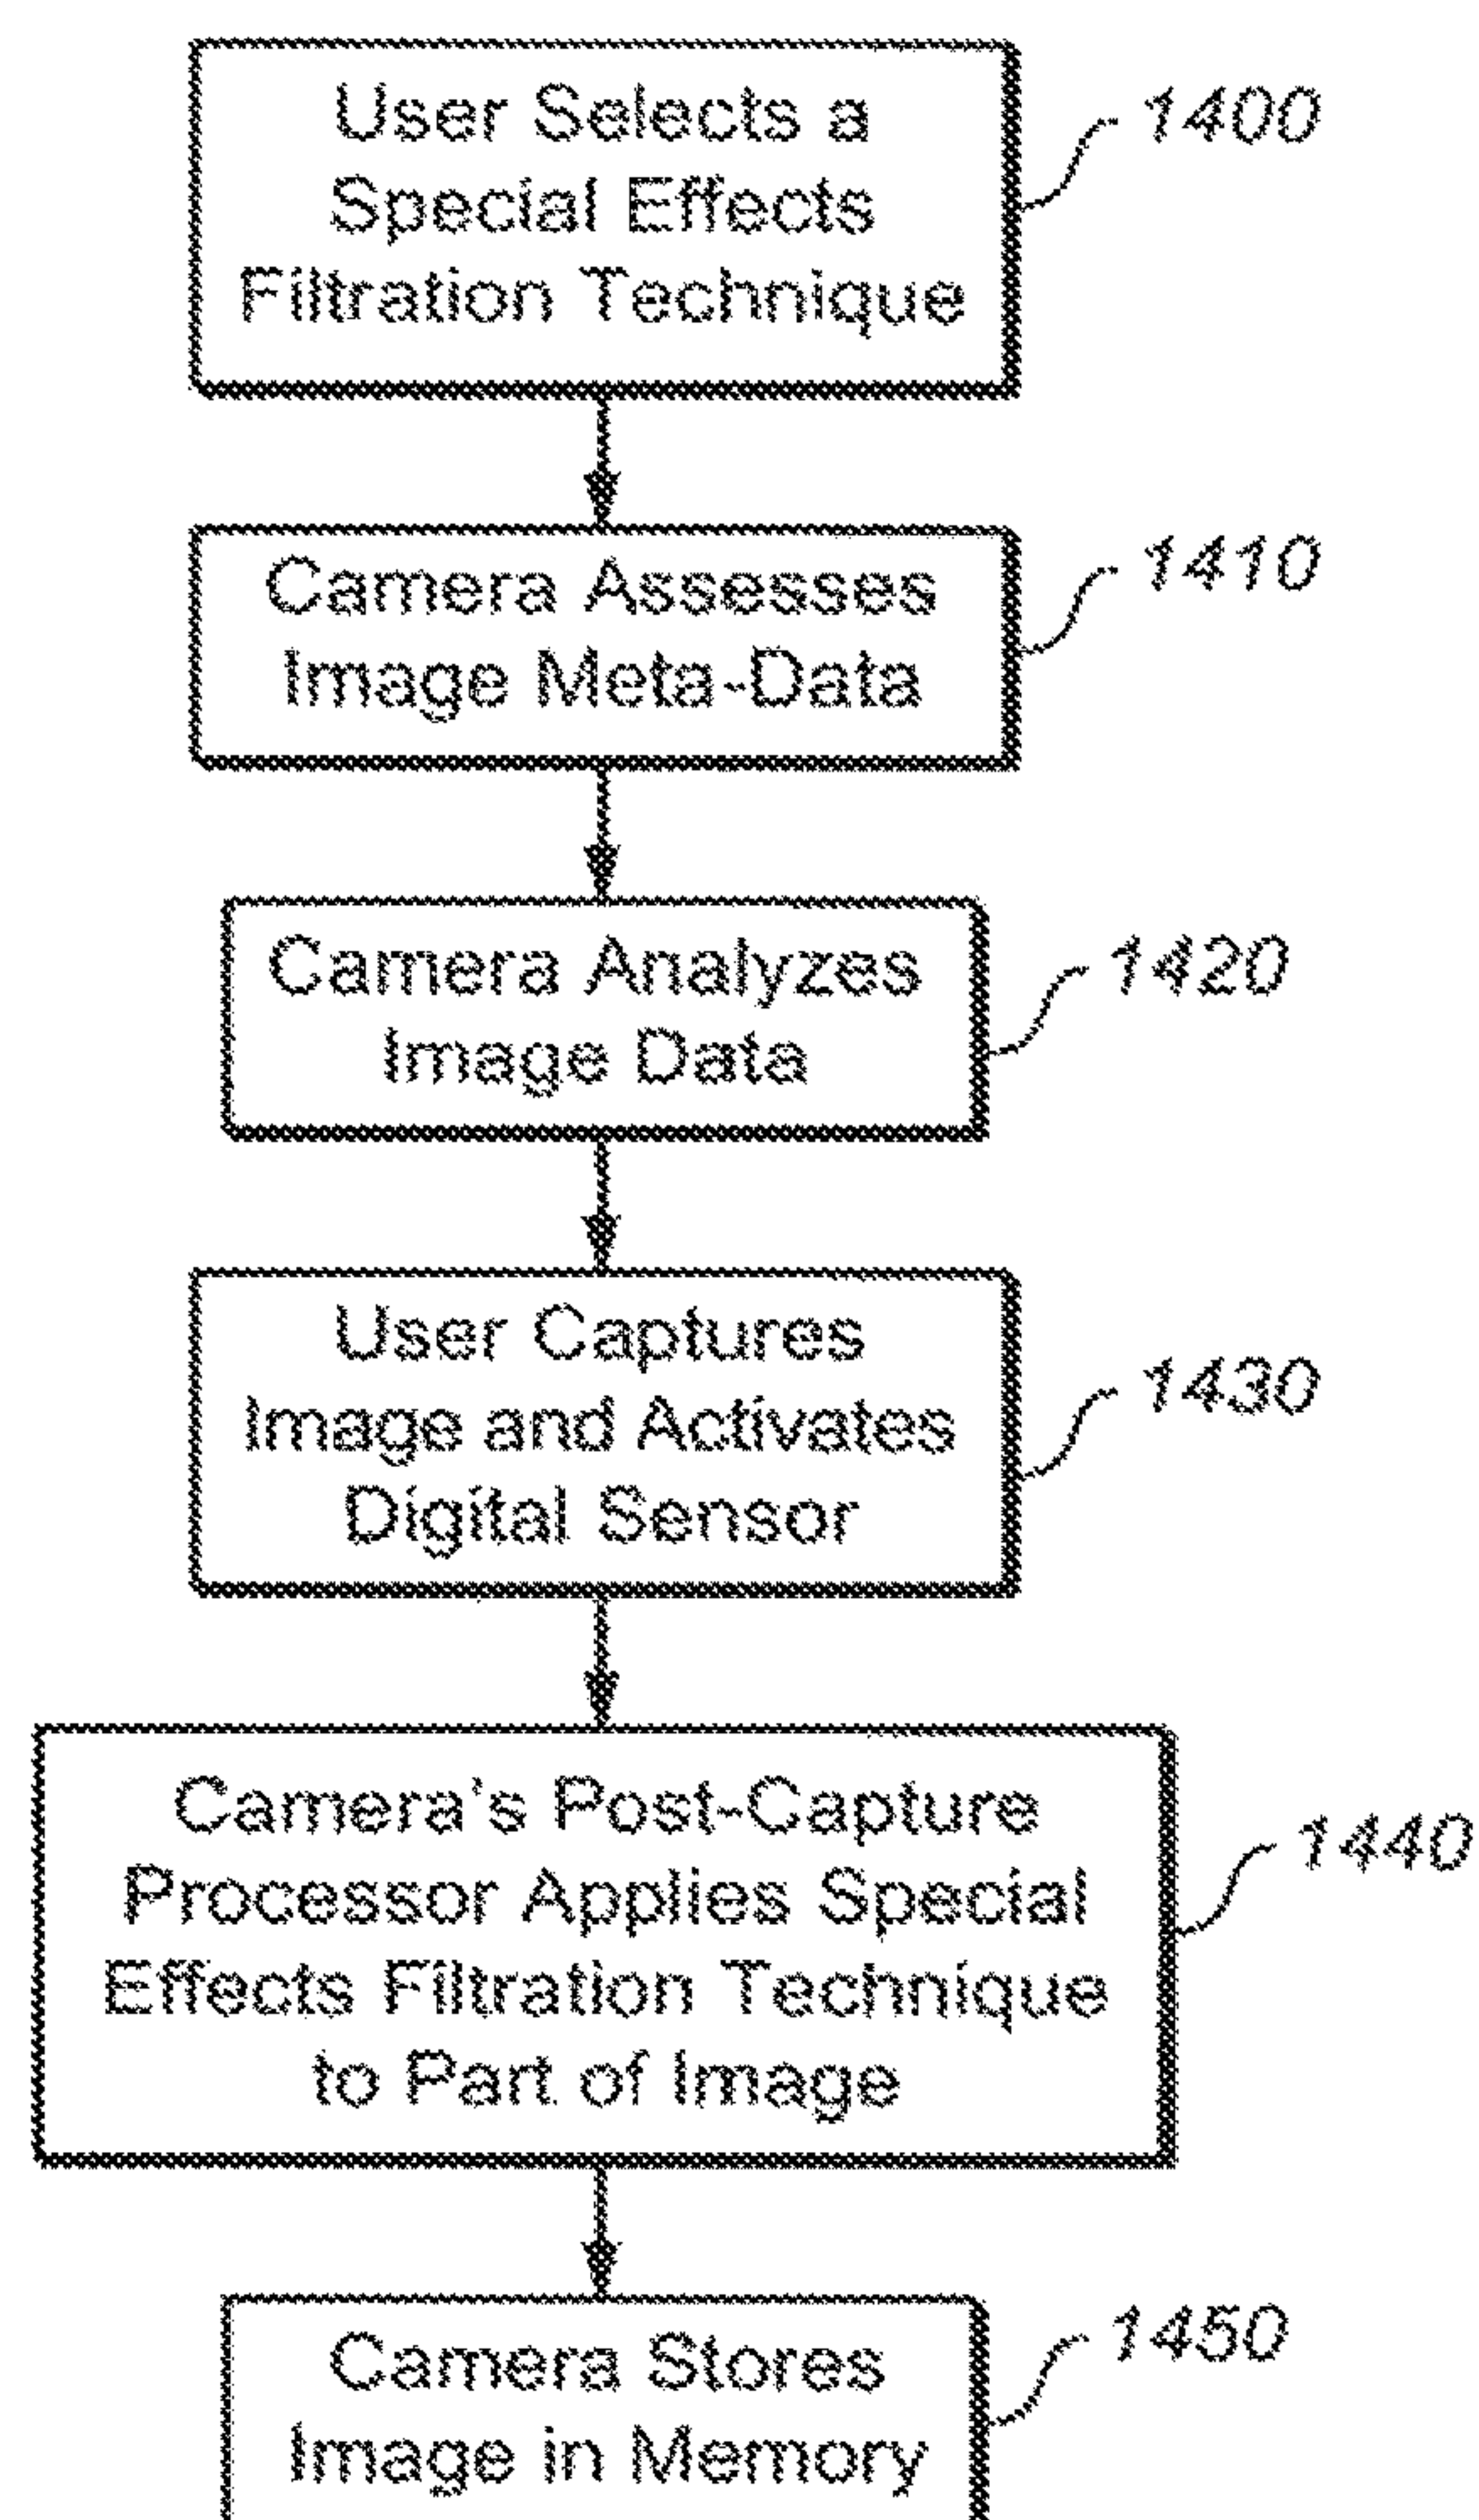 User Selects a
Special Effects
Filtration Technique
1400
Camera Assesses
Image Meta-Data
1410
Camera Analyzes
Image Data
1420
User Captures
Image and Activates
Digital Sensor
1430
Camera's Post-Capture
Processor Applies Special
Effects Filtration Technique
to Part of Image
1440
Camera Stores
Image in Memory
1450